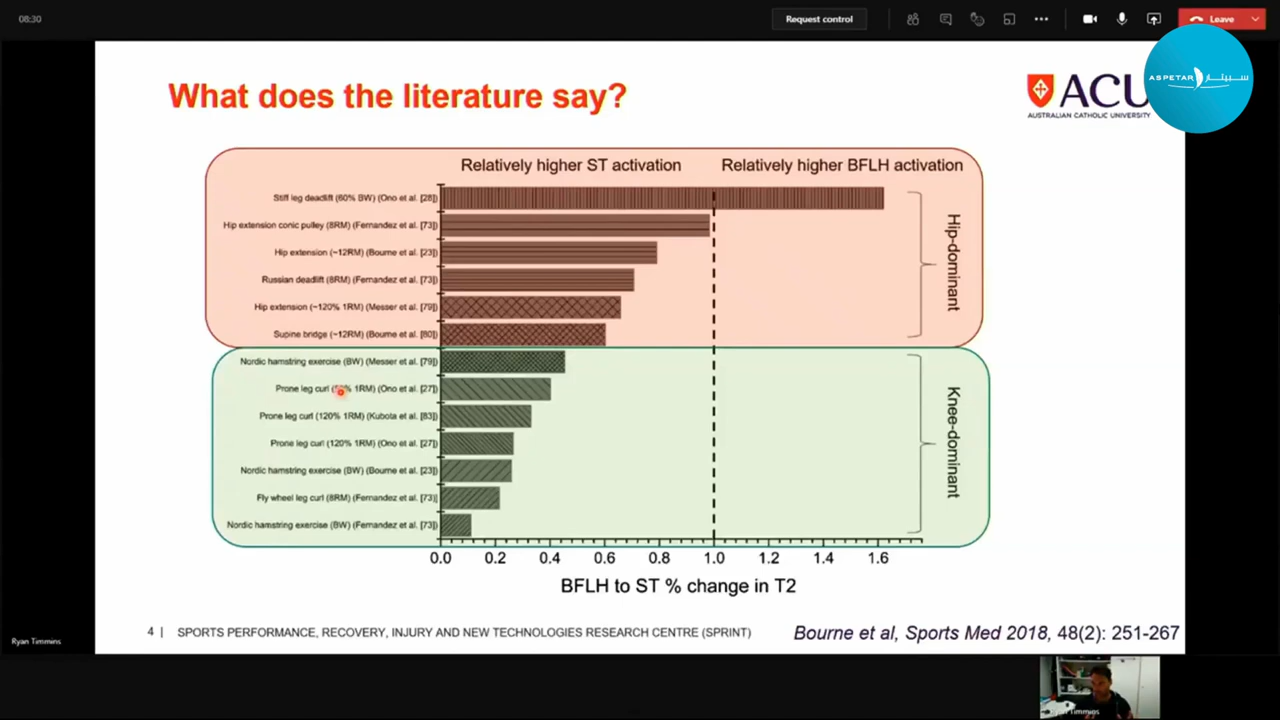 08:30
Request control
Leave
What does the literature say?
ACU
AUSTRALIAN CATHOLIC UNIVERSITY
ASPETAR سبيتار
Relatively higher ST activation
Relatively higher BFLH activation
Stiff leg deadlift (60% BW) (Ono et al. [28])
Hip extension conic pulley (8RM) (Fernandez et al. [73])
Hip extension (~12RM) (Bourne et al. [23])
Russian deadlift (8RM) (Fernandez et al. [73])
Hip extension (~120% 1RM) (Messer et al. [79])
Supine bridge (~12RM) (Bourne et al. [80])
Hip-dominant
Nordic hamstring exercise (BW) (Messer et al. [79])
Prone leg curl 1RM) (Ono et al. [27])
Prone leg curl (120% 1RM) (Kubota et al. [83])
Prone leg curl (120% 1RM) (Ono et al. [27])
Nordic hamstring exercise (BW) (Bourne et al. [23])
Fly wheel leg curl (8RM) (Fernandez et al. [73])
Nordic hamstring exercise (BW) (Fernandez et al. [73])
Knee-dominant
0.0 0.2 0.4 0.6 0.8 1.0 1.2 1.4 1.6
BFLH to ST % change in T2
4 | SPORTS PERFORMANCE, RECOVERY, INJURY AND NEW TECHNOLOGIES RESEARCH CENTRE (SPRINT)
Bourne et al, Sports Med 2018, 48(2): 251-267
Ryan Timmins
Ryan Timmins